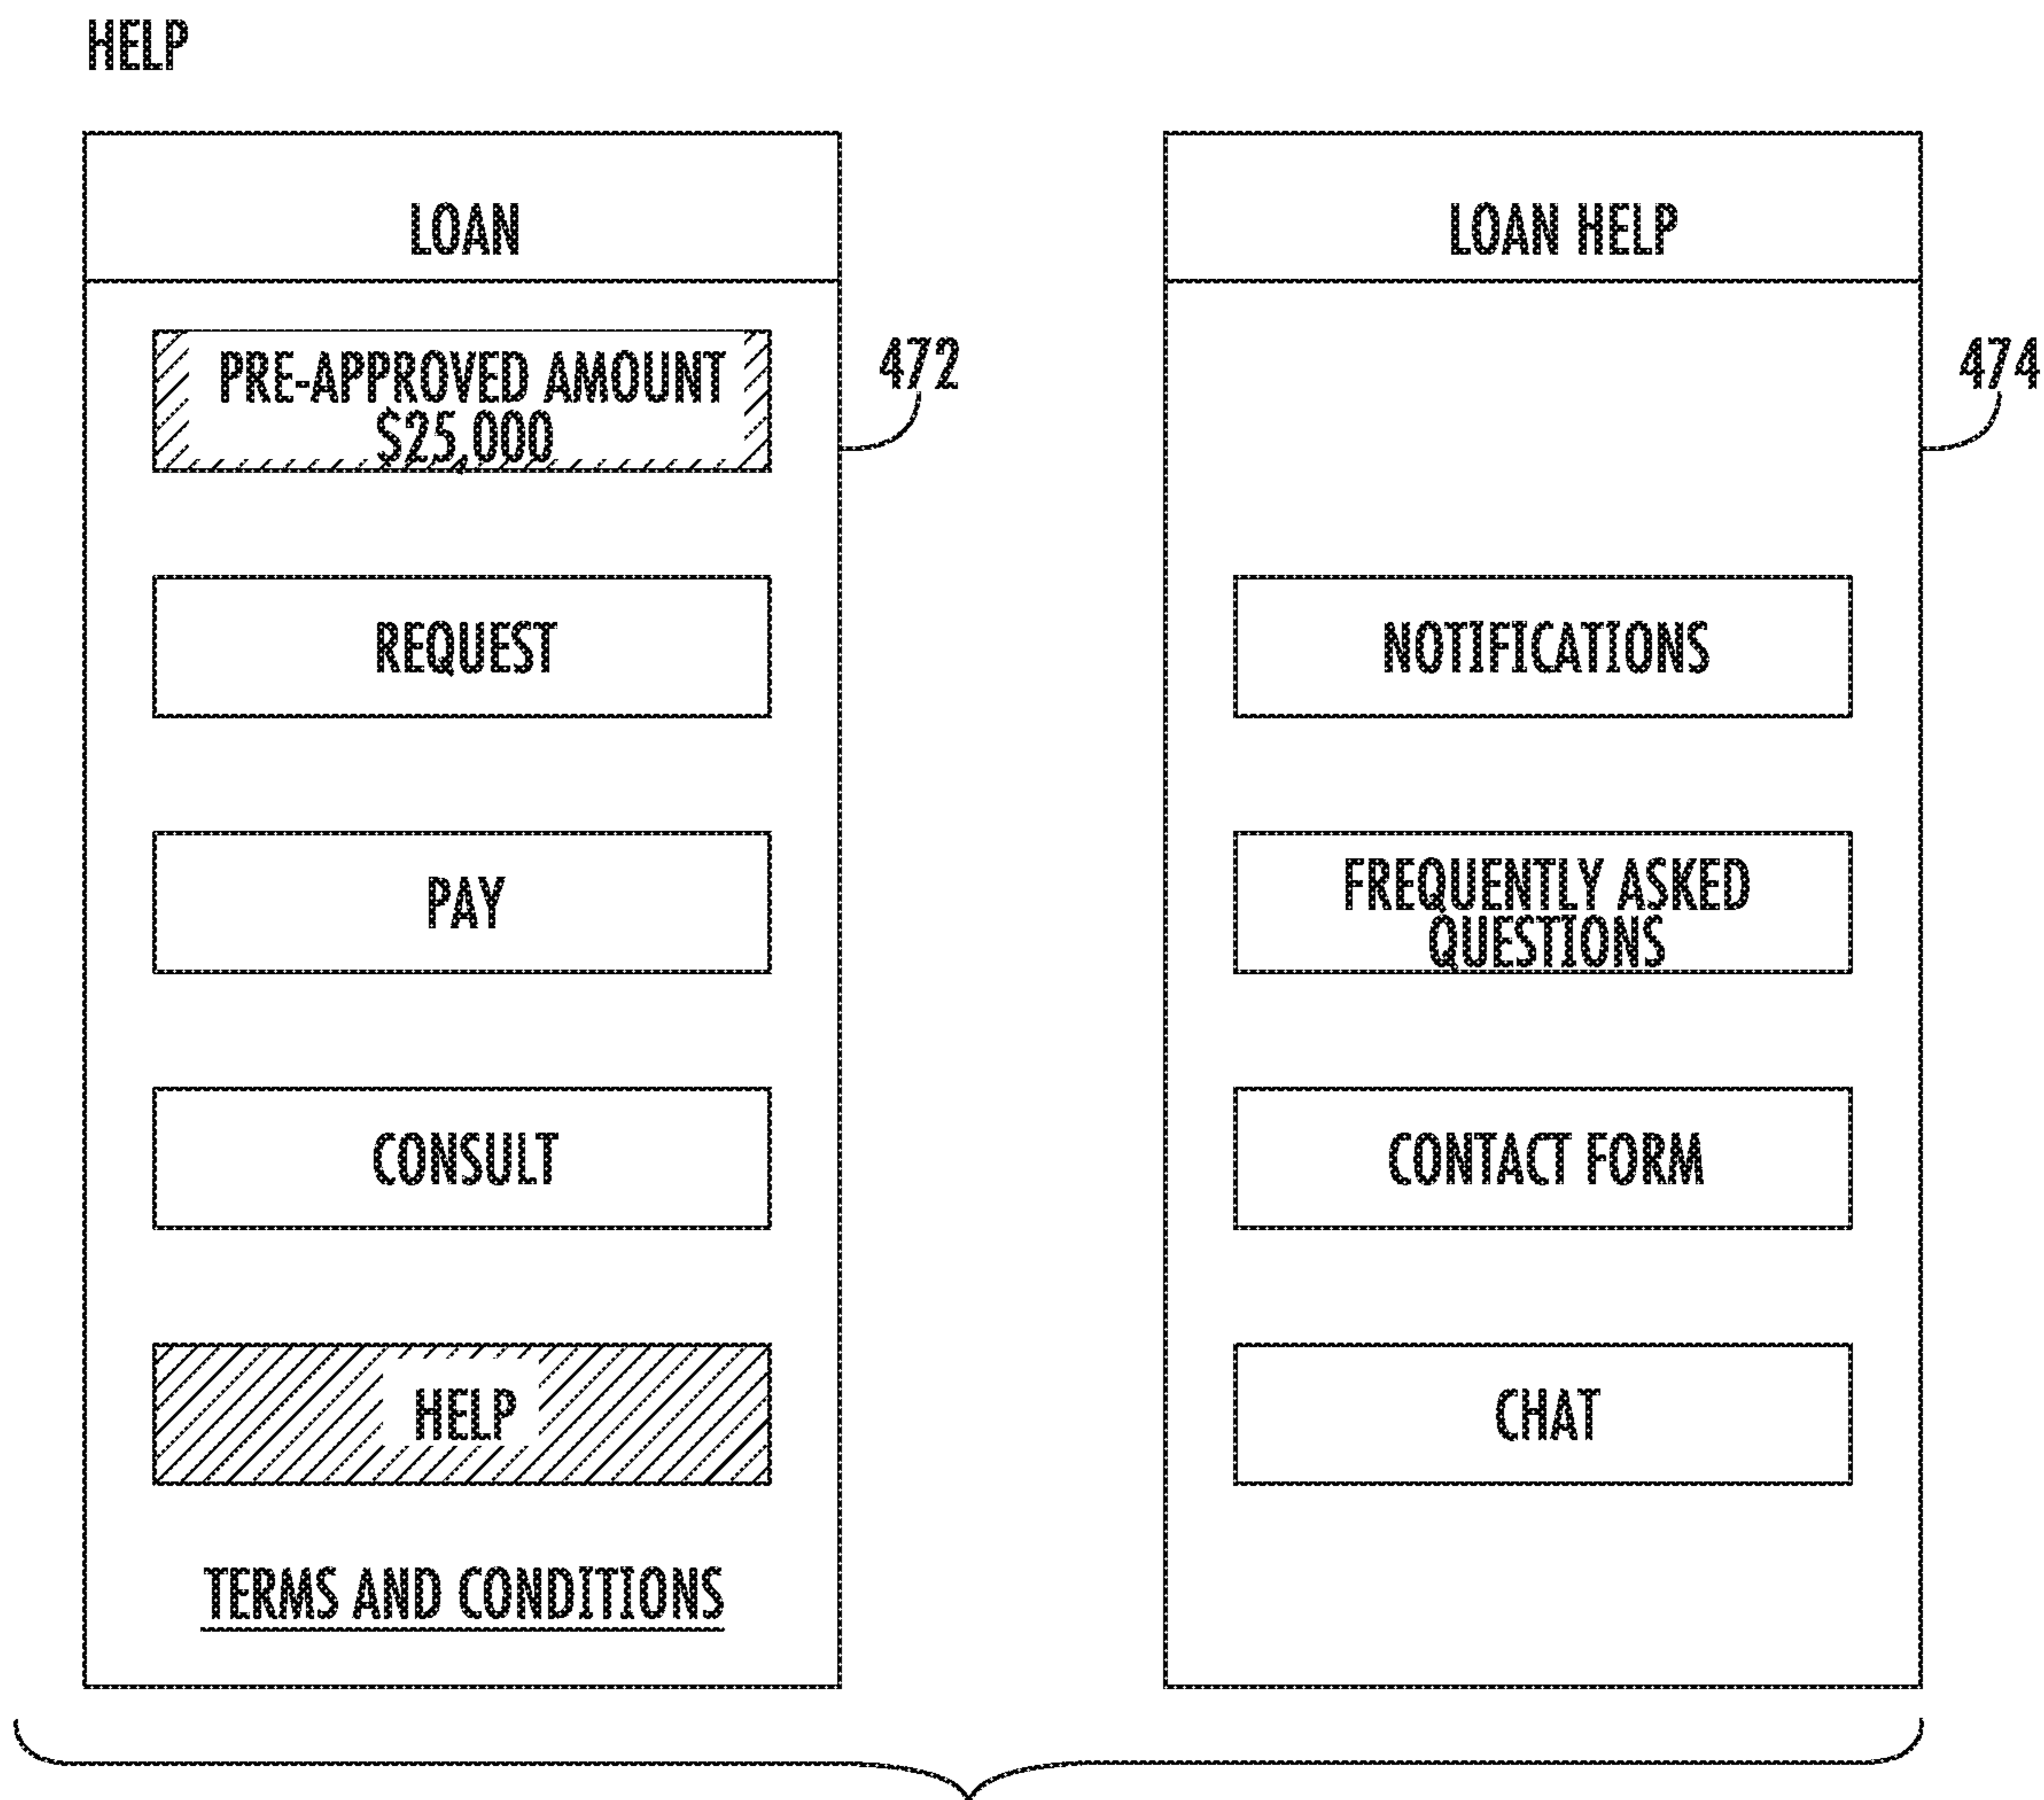 HELP
LOAN
PRE-APPROVED AMOUNT
$25,000
472
REQUEST
PAY
CONSULT
HELP
TERMS AND CONDITIONS
LOAN HELP
474
NOTIFICATIONS
FREQUENTLY ASKED
QUESTIONS
CONTACT FORM
CHAT